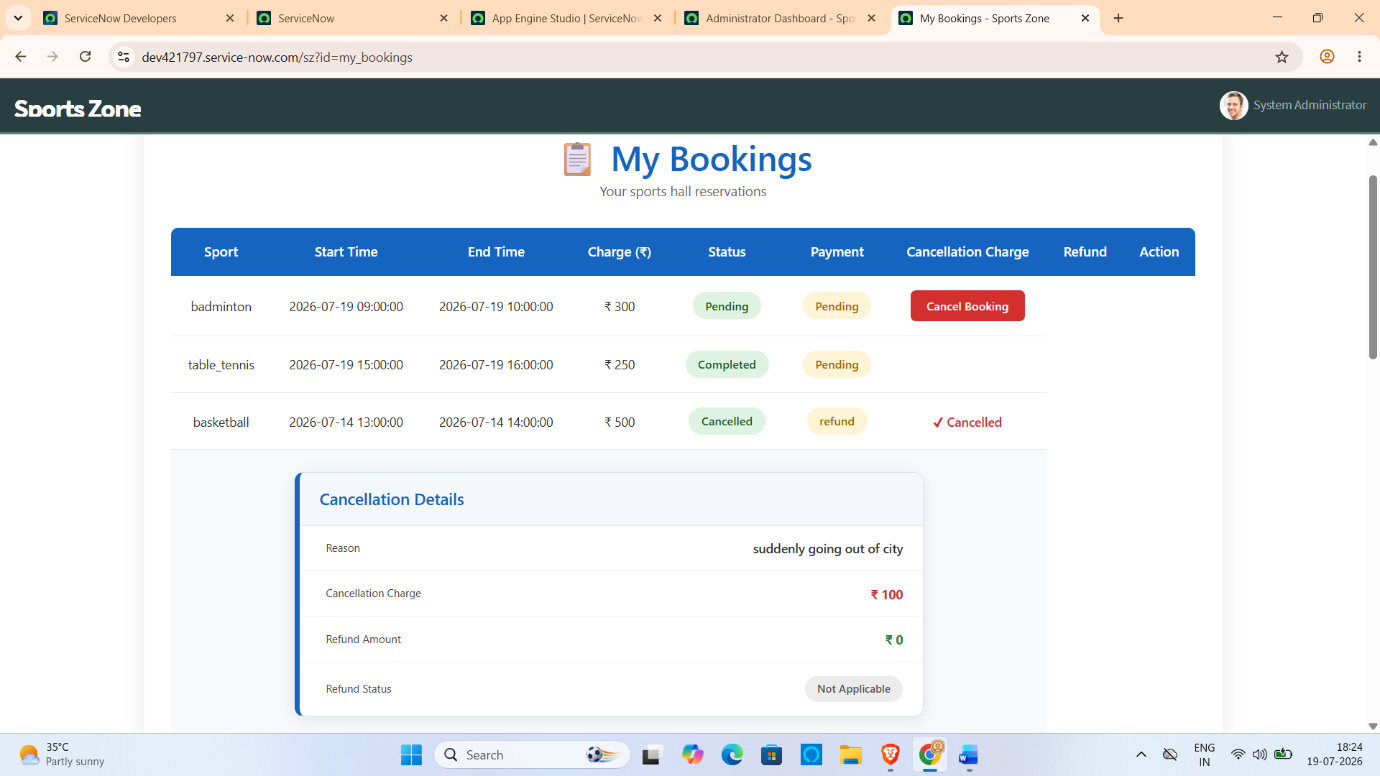 ServiceNow Developers
ServiceNow
App Engine Studio | ServiceNow
Administrator Dashboard - Spo
My Bookings - Sports Zone
dev421797.service-now.com/sz?id=my_bookings
Sports Zone
System Administrator
My Bookings
Your sports hall reservations
Sport Start Time End Time Charge (₹) Status Payment Cancellation Charge Refund Action
badminton 2026-07-19 09:00:00 2026-07-19 10:00:00 ₹ 300 Pending Pending Cancel Booking
table_tennis 2026-07-19 15:00:00 2026-07-19 16:00:00 ₹ 250 Completed Pending
basketball 2026-07-14 13:00:00 2026-07-14 14:00:00 ₹ 500 Cancelled refund ✓ Cancelled
Cancellation Details
Reason suddenly going out of city
Cancellation Charge ₹ 100
Refund Amount ₹ 0
Refund Status Not Applicable
35°C
Partly sunny
Search
ENG
IN
18:24
19-07-2026